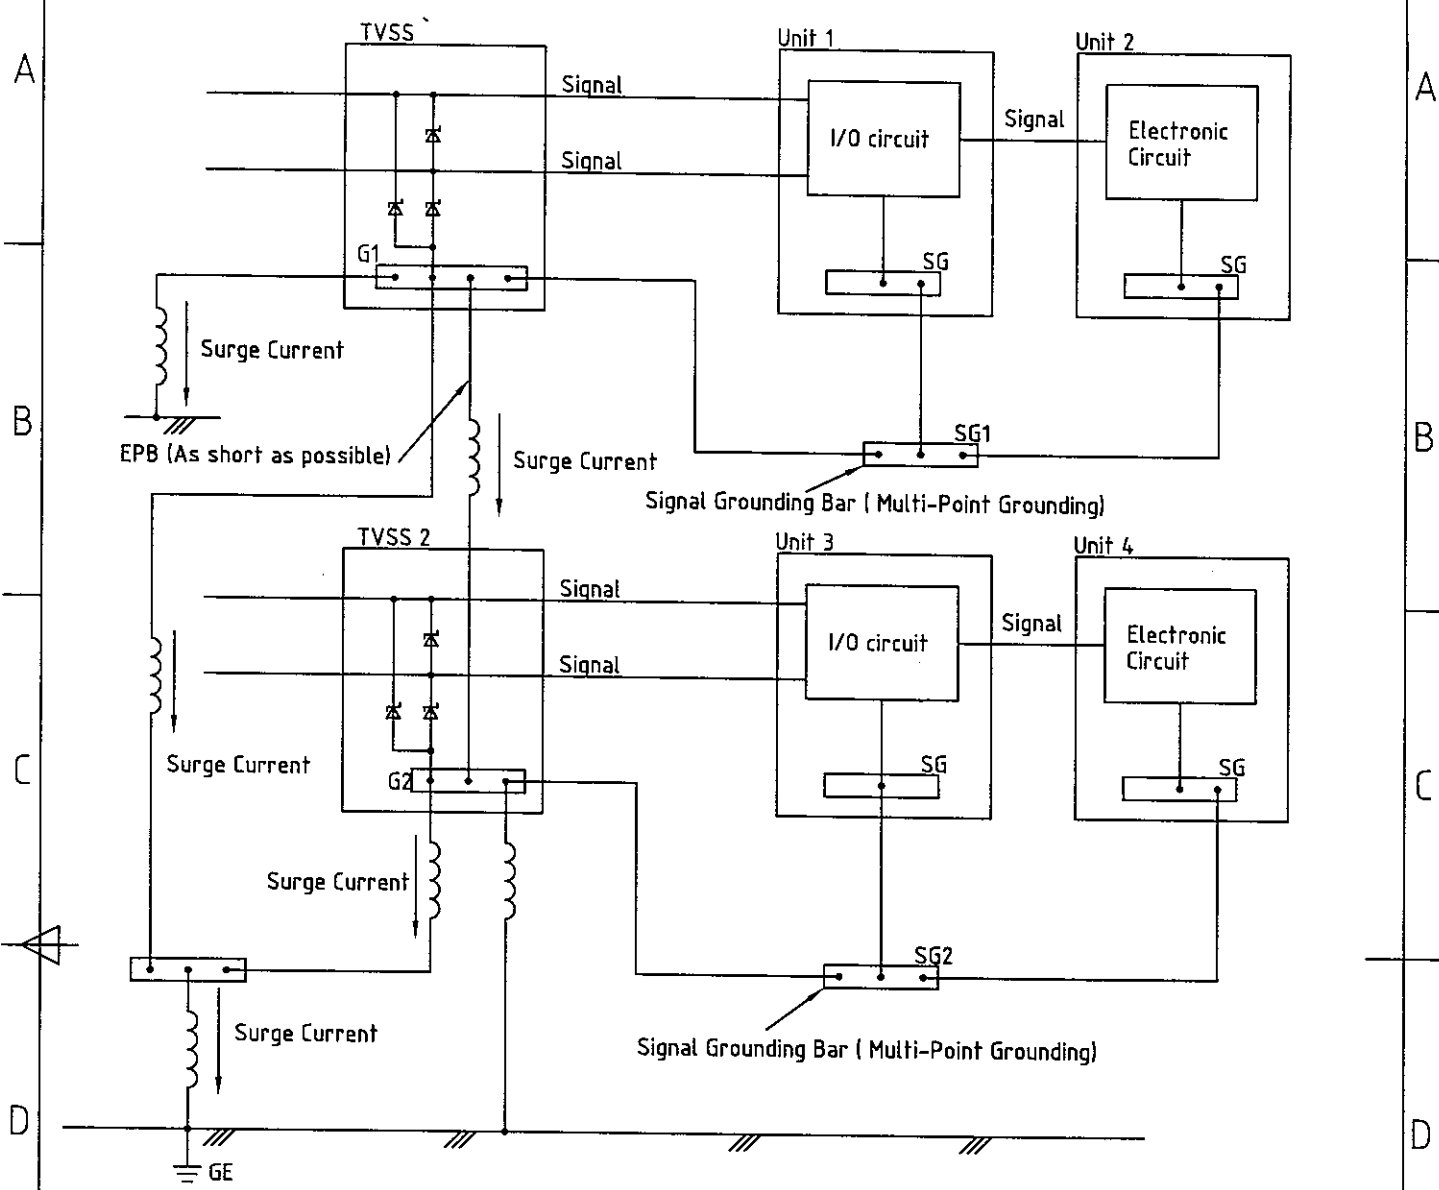 TVSS
Unit 1
Unit 2
A
A
Signal
I/O circuit
Signal
Electronic
Circuit
Signal
G1
SG
SG
Surge Current
B
B
EPB (As short as possible)
Surge Current
SG1
Signal Grounding Bar ( Multi-Point Grounding)
TVSS 2
Unit 3
Unit 4
Signal
I/O circuit
Signal
Electronic
Circuit
Signal
Surge Current
C
C
G2
SG
SG
Surge Current
SG2
Surge Current
Signal Grounding Bar ( Multi-Point Grounding)
D
D
GE